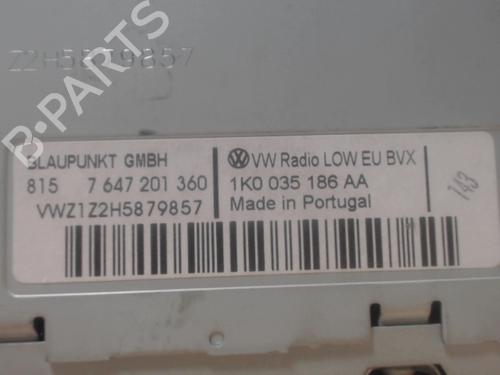 Z2H5879857
B-PARTS
BLAUPUNKT GMBH
815 7 647 201 360
VWZ1Z2H5879857
VW Radio LOW EU BVX
1K0 035 186 AA
Made in Portugal
143